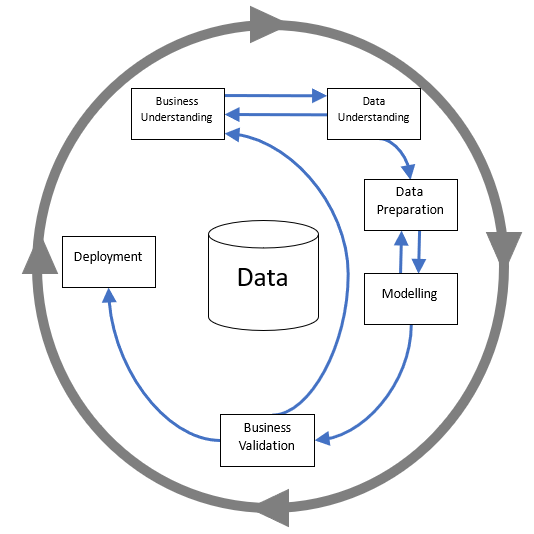 Business
Understanding
Data
Understanding
Data
Preparation
Deployment
Data
Modelling
Business
Validation